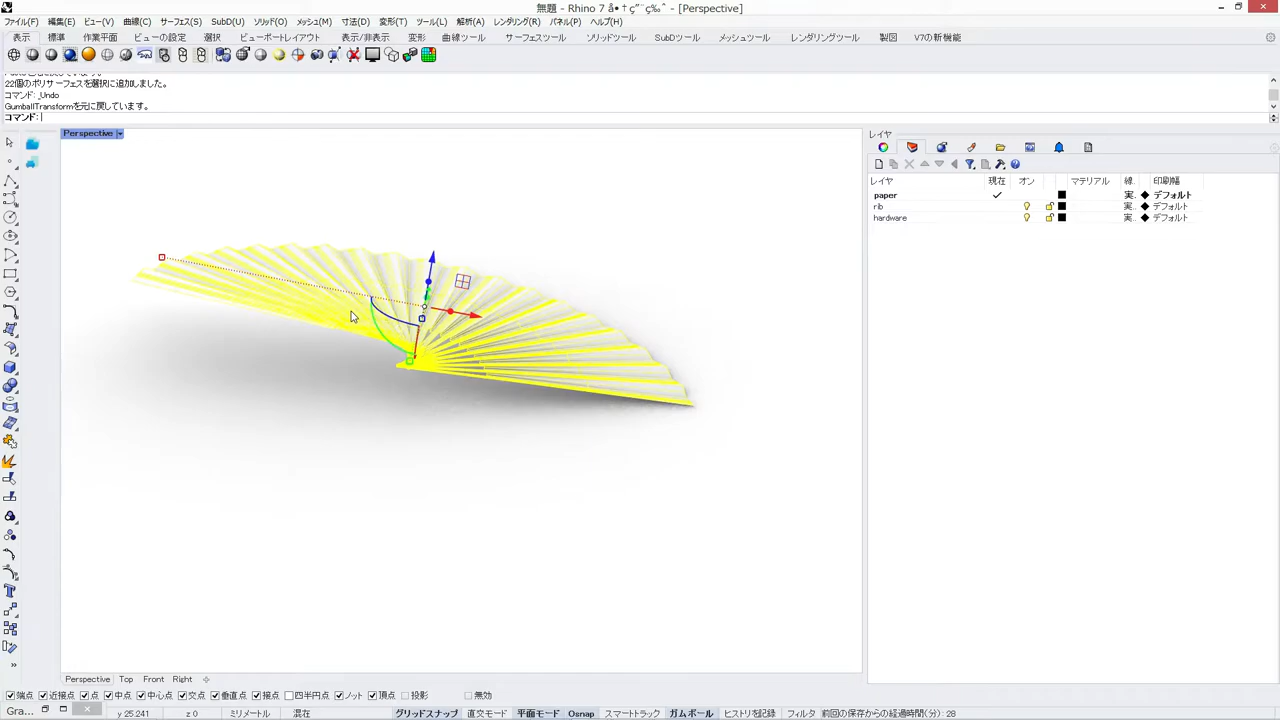 無題 - Rhino 7 å•†ç”¨ç‰ˆ - [Perspective]
ファイル(F) 編集(E) ビュー(V) 曲線(C) サーフェス(S) SubD(U) ソリッド(O) メッシュ(M) 寸法(D) 変形(T) ツール(L) 解析(A) レンダリング(R) パネル(P) ヘルプ(H)
表示 標準 作業平面 ビューの設定 選択 ビューポートレイアウト 表示/非表示 変形 曲線ツール サーフェスツール ソリッドツール SubDツール メッシュツール レンダリングツール 製図 V7の新機能
22個のポリサーフェスを選択に追加しました。
コマンド: _Undo
GumballTransformを元に戻しています。
コマンド:
Perspective
レイヤ
レイヤ 現在 オン マテリアル 線. 印刷幅
paper 実. デフォルト
rib 実. デフォルト
hardware 実. デフォルト
Perspective Top Front Right
端点 近接点 点 中点 中心点 交点 垂直点 接点 四半円点 ノット 頂点 投影 無効
Gra... y 25.241 z 0 ミリメートル 混在 グリッドスナップ 直交モード 平面モード Osnap スマートトラック ガムボール ヒストリを記録 フィルタ 前回の保存からの経過時間(分): 28